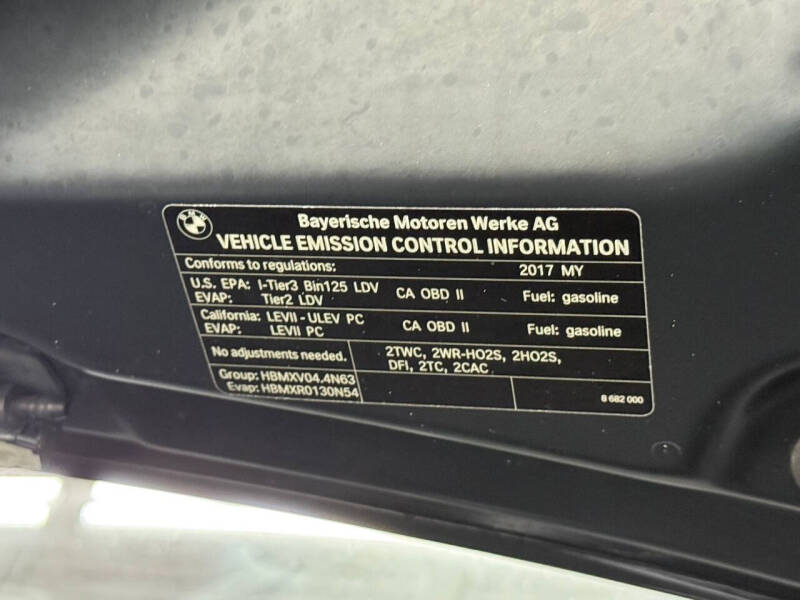 BMW
Bayerische Motoren Werke AG
VEHICLE EMISSION CONTROL INFORMATION
Conforms to regulations: 2017 MY
U.S. EPA: I-Tier3 Bin125 LDV CA OBD II Fuel: gasoline
EVAP: Tier2 LDV
California: LEVII - ULEV PC CA OBD II Fuel: gasoline
EVAP: LEVII PC
No adjustments needed. 2TWC, 2WR-HO2S, 2HO2S,
DFI, 2TC, 2CAC
Group: HBMXV04.4N63
Evap: HBMXR0130N54
8 682 000